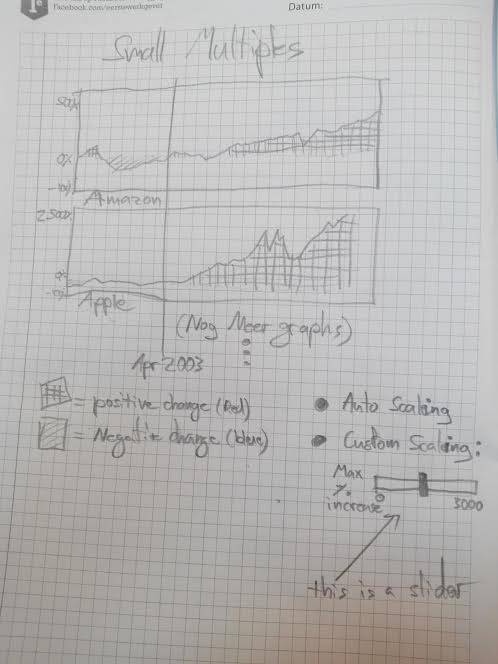 facebook.com/eersewerkgever
Datum:
Small Multiples
500%
0%
-100%
Amazon
2500%
0%
-100%
Apple
(Nog Meer graphs)
Apr 2003
= positive change (Red)
= Negative change (blue)
Auto Scaling
Custom Scaling:
Max
% increase
0
3000
this is a slider